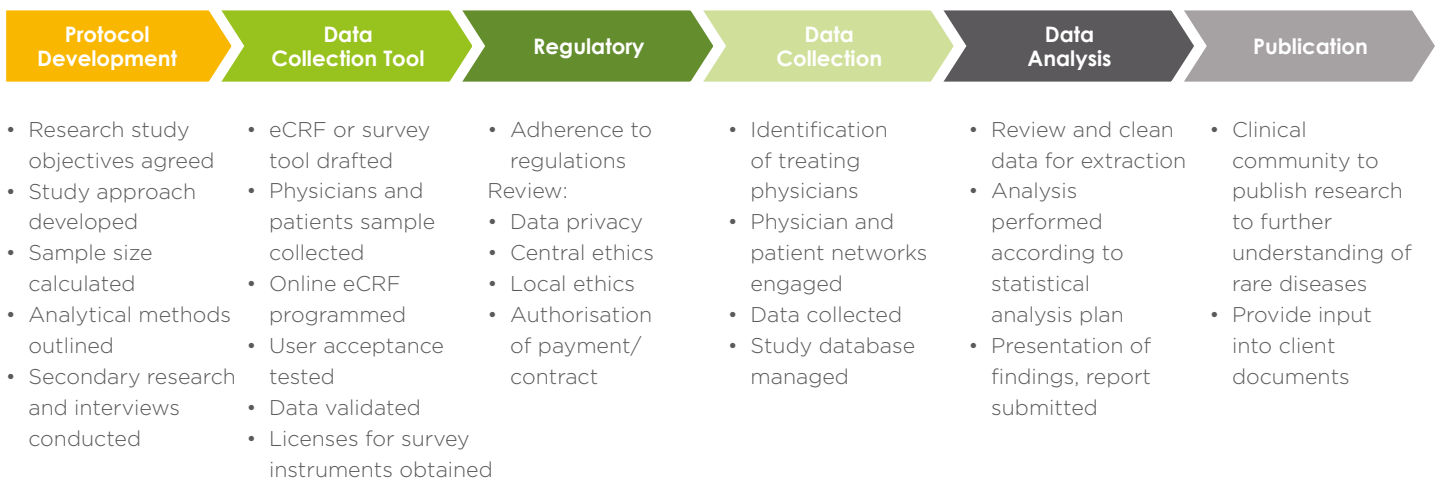 Protocol
Development
Data
Collection Tool
Regulatory
Data
Collection
Data
Analysis
Publication
• Research study
objectives agreed
• Study approach
developed
• Sample size
calculated
• Analytical methods
outlined
• Secondary research
and interviews
conducted
• eCRF or survey
tool drafted
• Physicians and
patients sample
collected
• Online eCRF
programmed
• User acceptance
tested
• Data validated
• Licenses for survey
instruments obtained
• Adherence to
regulations
Review:
• Data privacy
• Central ethics
• Local ethics
• Authorisation
of payment/
contract
• Identification
of treating
physicians
• Physician and
patient networks
engaged
• Data collected
• Study database
managed
• Review and clean
data for extraction
• Analysis
performed
according to
statistical
analysis plan
• Presentation of
findings, report
submitted
• Clinical
community to
publish research
to further
understanding of
rare diseases
• Provide input
into client
documents